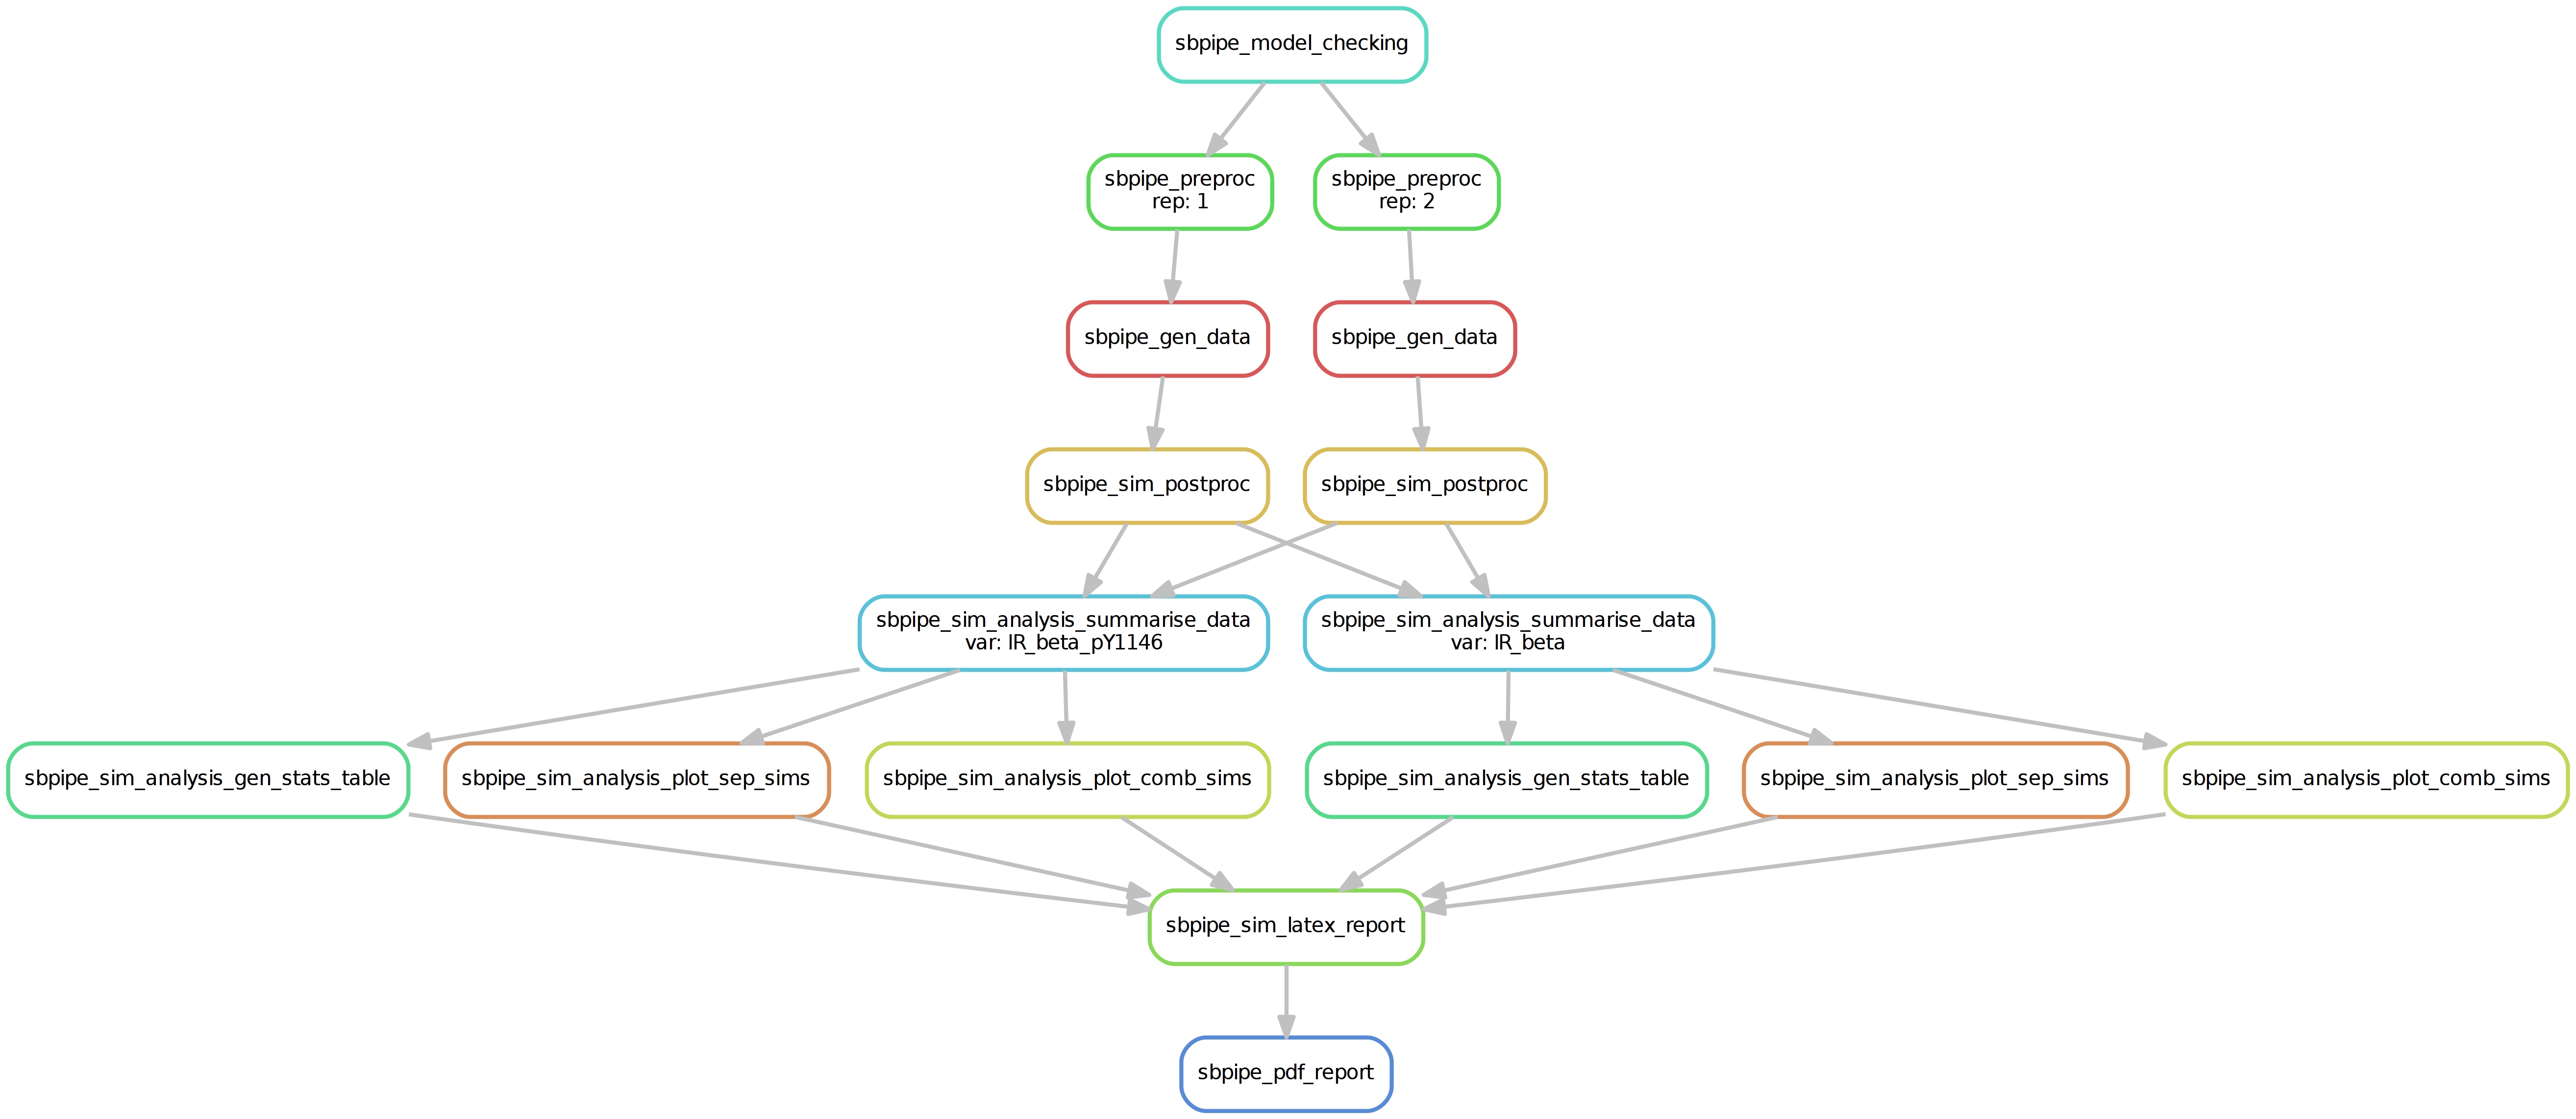 sbpipe_model_checking
sbpipe_preproc
rep: 1
sbpipe_preproc
rep: 2
sbpipe_gen_data
sbpipe_gen_data
sbpipe_sim_postproc
sbpipe_sim_postproc
sbpipe_sim_analysis_summarise_data
var: IR_beta_pY1146
sbpipe_sim_analysis_summarise_data
var: IR_beta
sbpipe_sim_analysis_gen_stats_table
sbpipe_sim_analysis_plot_sep_sims
sbpipe_sim_analysis_plot_comb_sims
sbpipe_sim_analysis_gen_stats_table
sbpipe_sim_analysis_plot_sep_sims
sbpipe_sim_analysis_plot_comb_sims
sbpipe_sim_latex_report
sbpipe_pdf_report